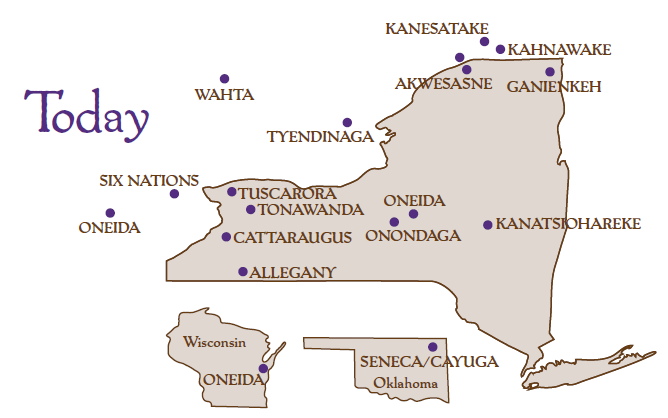 KANESATAKE
KAHNAWAKE
AKWESASNE
GANIENKEH
WAHTA
Today
TYENDINAGA
SIX NATIONS
TUSCARORA
ONEIDA
TONAWANDA
ONEIDA
KANATSIOHAREKE
CATTARAUGUS
ONONDAGA
ALLEGANY
Wisconsin
ONEIDA
SENECA/CAYUGA
Oklahoma